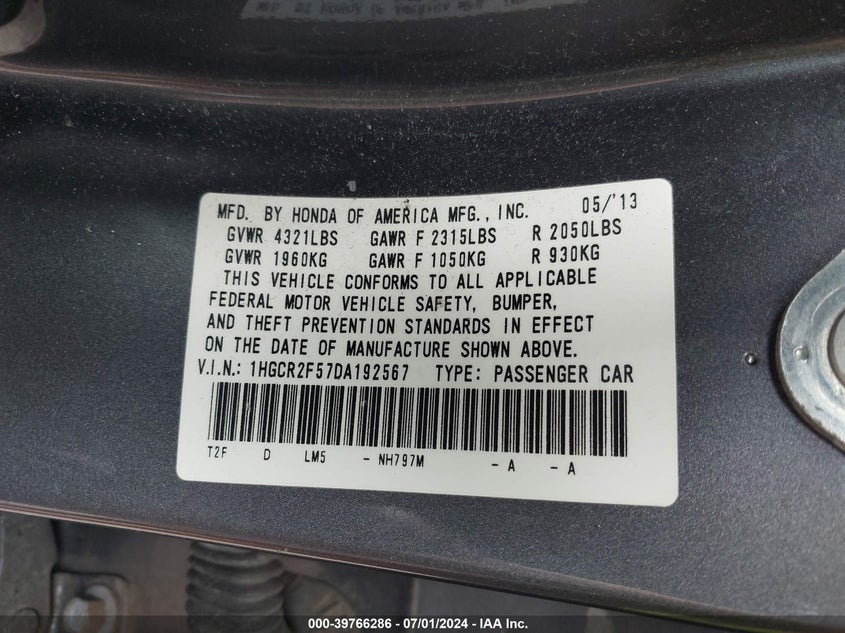 MFD. BY HONDA OF AMERICA MFG., INC. 05/'13
GVWR 4321LBS GAWR F 2315LBS R 2050LBS
GVWR 1960KG GAWR F 1050KG R 930KG
THIS VEHICLE CONFORMS TO ALL APPLICABLE
FEDERAL MOTOR VEHICLE SAFETY, BUMPER,
AND THEFT PREVENTION STANDARDS IN EFFECT
ON THE DATE OF MANUFACTURE SHOWN ABOVE.
V.I.N.: 1HGCR2F57DA192567 TYPE: PASSENGER CAR
T2F D LM5 - NH797M - A - A
000-39766286 - 07/01/2024 - IAA Inc.